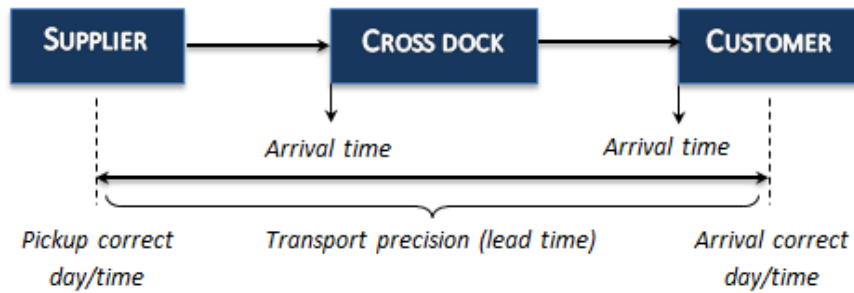 SUPPLIER
CROSS DOCK
CUSTOMER
Arrival time
Arrival time
Pickup correct
day/time
Transport precision (lead time)
Arrival correct
day/time